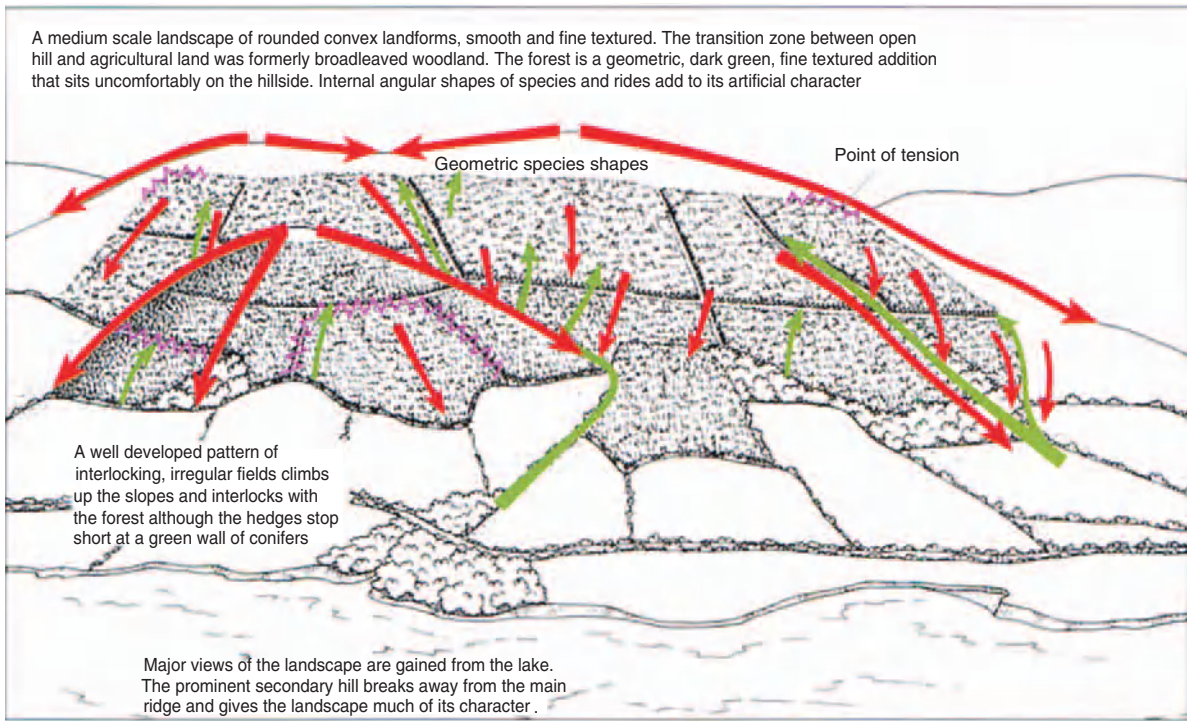 A medium scale landscape of rounded convex landforms, smooth and fine textured. The transition zone between open
hill and agricultural land was formerly broadleaved woodland. The forest is a geometric, dark green, fine textured addition
that sits uncomfortably on the hillside. Internal angular shapes of species and rides add to its artificial character
Geometric species shapes
Point of tension
A well developed pattern of
interlocking, irregular fields climbs
up the slopes and interlocks with
the forest although the hedges stop
short at a green wall of conifers
Major views of the landscape are gained from the lake.
The prominent secondary hill breaks away from the main
ridge and gives the landscape much of its character .